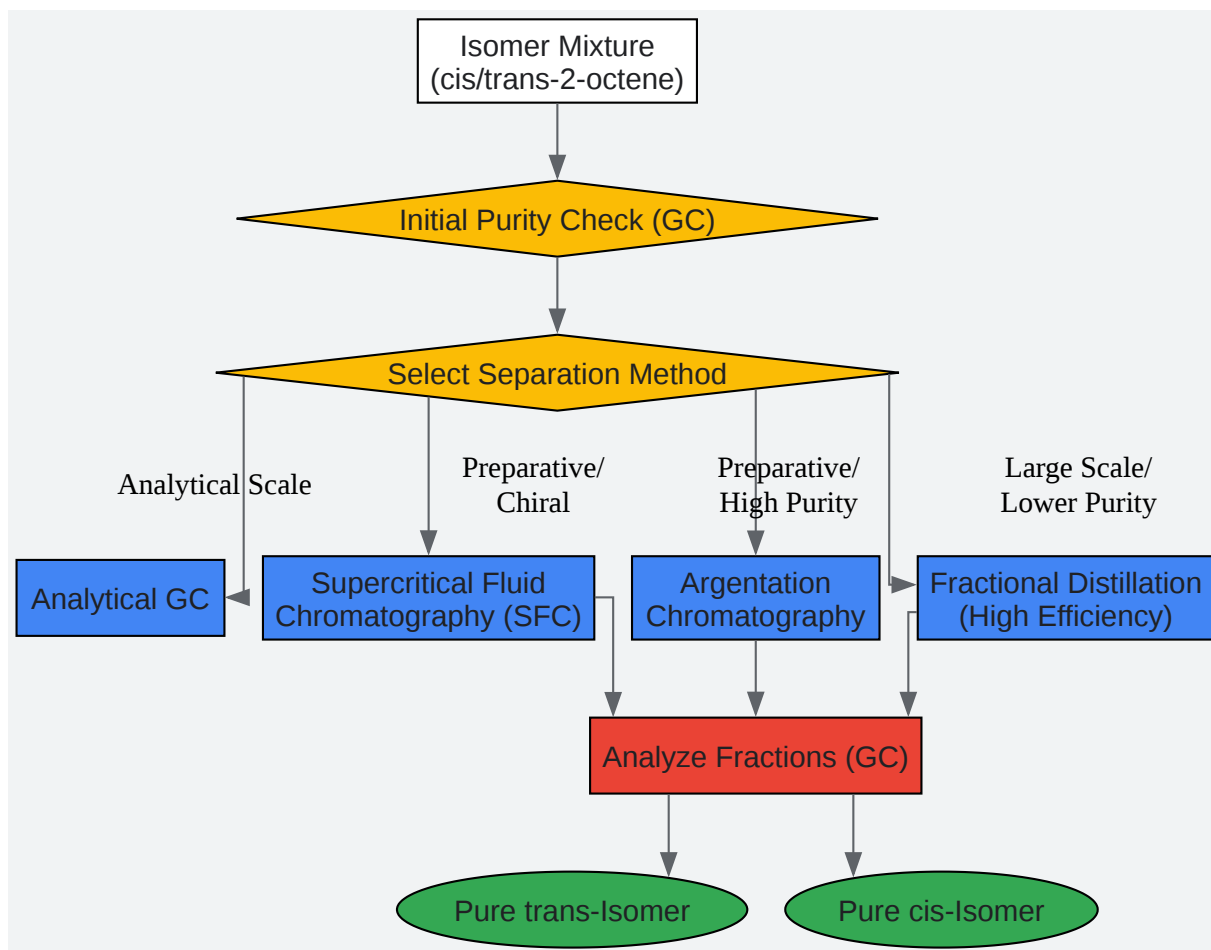 Isomer Mixture
(cis/trans-2-octene)
Initial Purity Check (GC)
Select Separation Method
Analytical Scale
Preparative/
Chiral
Preparative/
High Purity
Large Scale/
Lower Purity
Analytical GC
Supercritical Fluid
Chromatography (SFC)
Argentation
Chromatography
Fractional Distillation
(High Efficiency)
Analyze Fractions (GC)
Pure trans-Isomer
Pure cis-Isomer